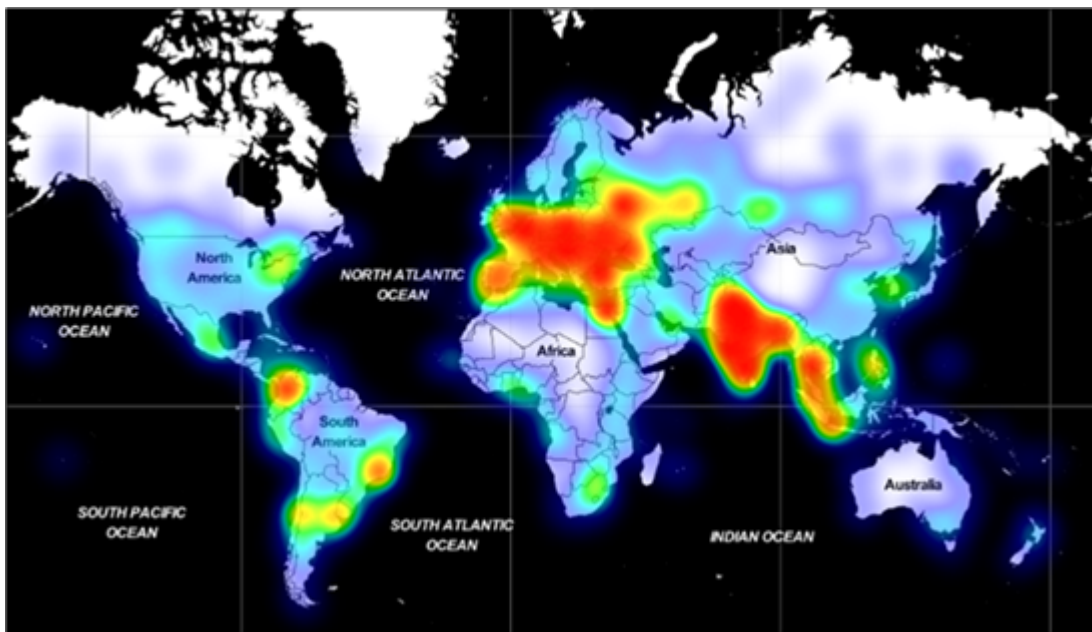 North
America
NORTH ATLANTIC
OCEAN
Asia
NORTH PACIFIC
OCEAN
Africa
South
America
Australia
SOUTH PACIFIC
OCEAN
SOUTH ATLANTIC
OCEAN
INDIAN OCEAN